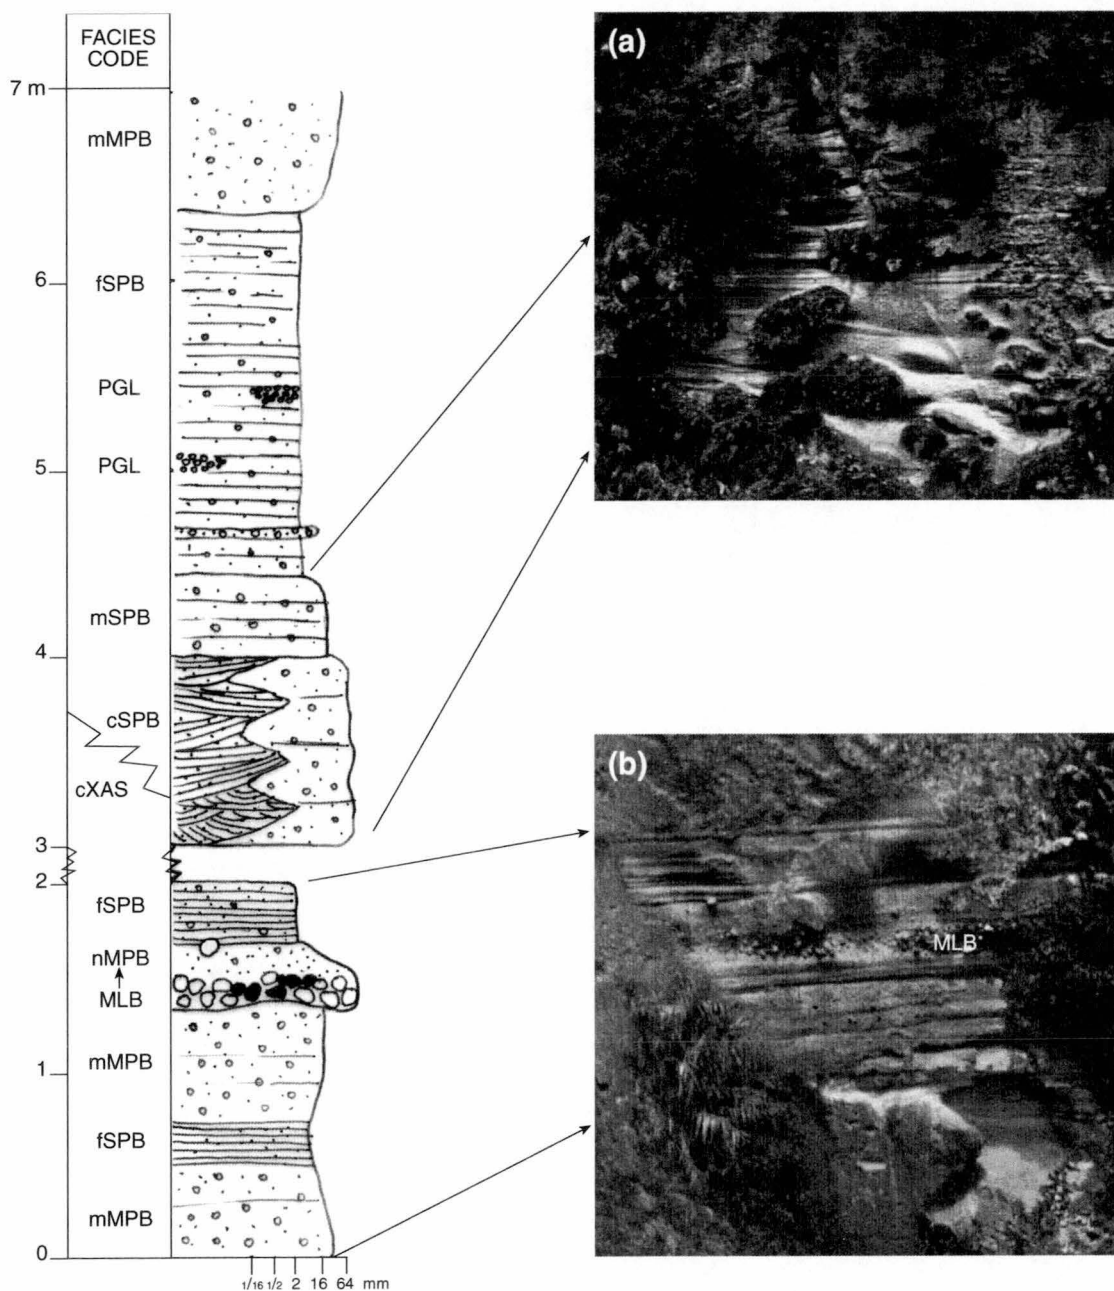 FACIES
CODE
7 m
mMPB
6
fSPB
PGL
5
PGL
mSPB
4
cSPB
cXAS
3
2
fSPB
nMPB
MLB
mMPB
1
fSPB
mMPB
0
1/16 1/2 2 16 64 mm
(a)
(b)
MLB